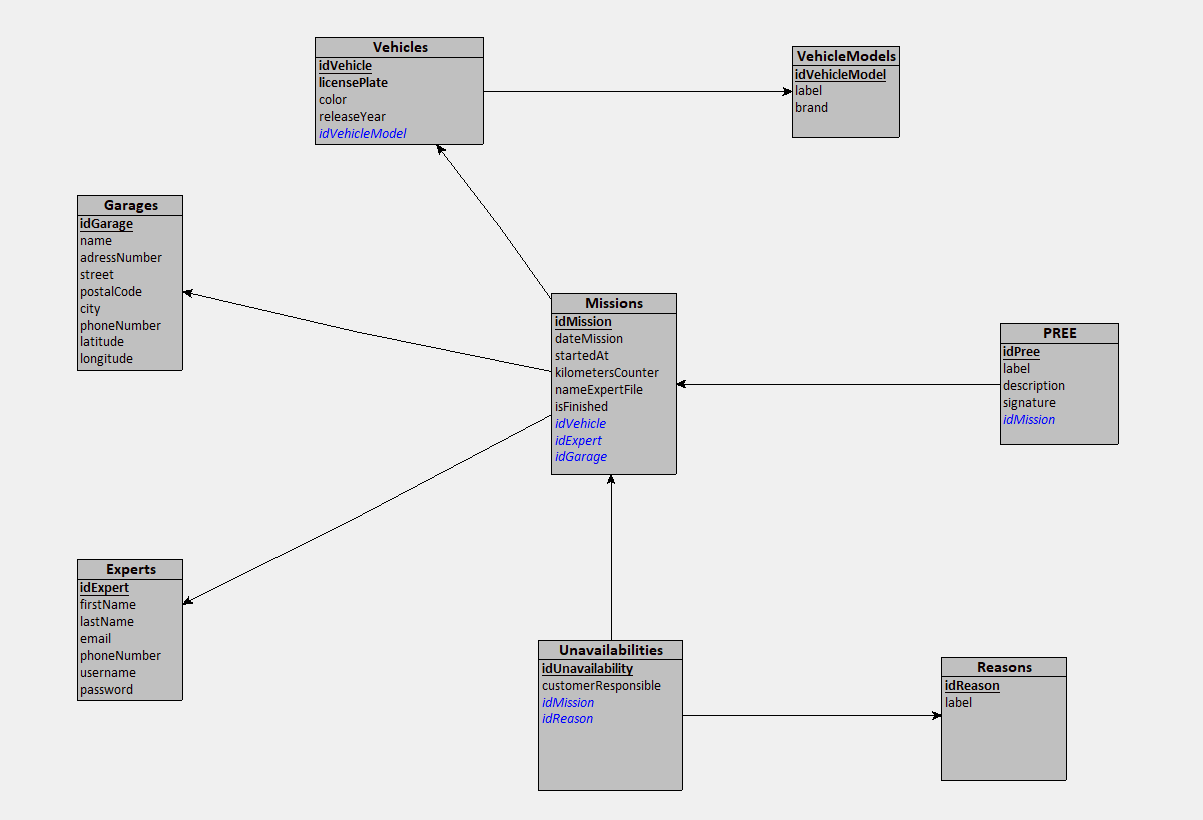 Vehicles
idVehicle
licensePlate
color
releaseYear
idVehicleModel
VehicleModels
idVehicleModel
label
brand
Garages
idGarage
name
adressNumber
street
postalCode
city
phoneNumber
latitude
longitude
Missions
idMission
dateMission
startedAt
kilometersCounter
nameExpertFile
isFinished
idVehicle
idExpert
idGarage
PREE
idPree
label
description
signature
idMission
Experts
idExpert
firstName
lastName
email
phoneNumber
username
password
Unavailabilities
idUnavailability
customerResponsible
idMission
idReason
Reasons
idReason
label